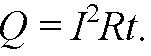 Q = I²Rt.